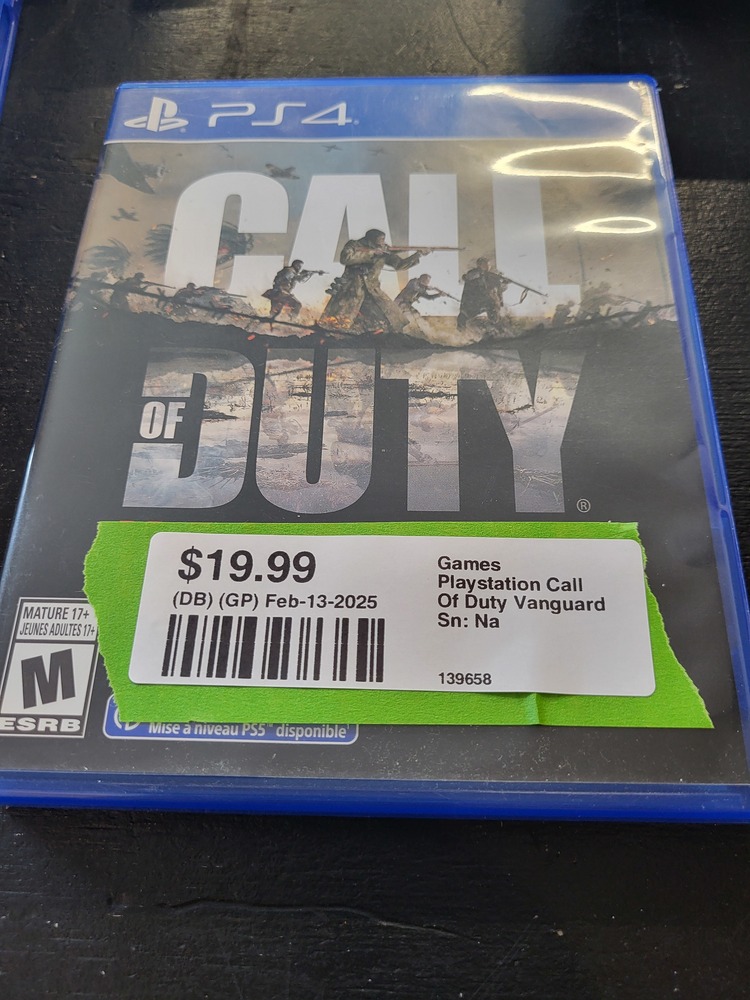 PS4
CALL
OF DUTY®
$19.99
(DB) (GP) Feb-13-2025
Games
Playstation Call
Of Duty Vanguard
Sn: Na
139658
MATURE 17+
JEUNES ADULTES 17+
M
ESRB
Mise à niveau PS5™ disponible